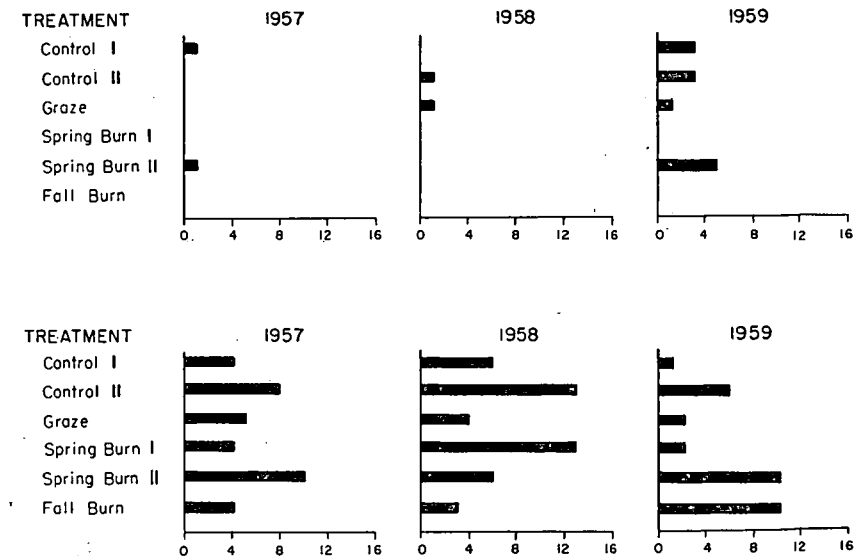 TREATMENT 1957 1958 1959
Control I
Control II
Graze
Spring Burn I
Spring Burn II
Fall Burn
0 4 8 12 16 0 4 8 12 16 0 4 8 12 16
TREATMENT 1957 1958 1959
Control I
Control II
Graze
Spring Burn I
Spring Burn II
Fall Burn
0 4 8 12 16 0 4 8 12 16 0 4 8 12 16